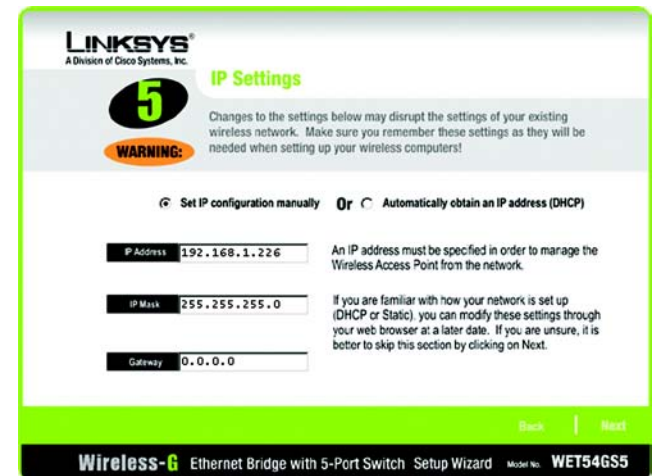 LINKSYS®
A Division of Cisco Systems, Inc.
IP Settings
5
WARNING:
Changes to the settings below may disrupt the settings of your existing
wireless network. Make sure you remember these settings as they will be
needed when setting up your wireless computers!
Set IP configuration manually Or Automatically obtain an IP address (DHCP)
IP Address 192.168.1.226
An IP address must be specified in order to manage the
Wireless Access Point from the network.
IP Mask 255.255.255.0
If you are familiar with how your network is set up
(DHCP or Static), you can modify these settings through
your web browser at a later date. If you are unsure, it is
better to skip this section by clicking on Next.
Gateway 0.0.0.0
Back | Next
Wireless-G Ethernet Bridge with 5-Port Switch Setup Wizard Model No. WET54GS5